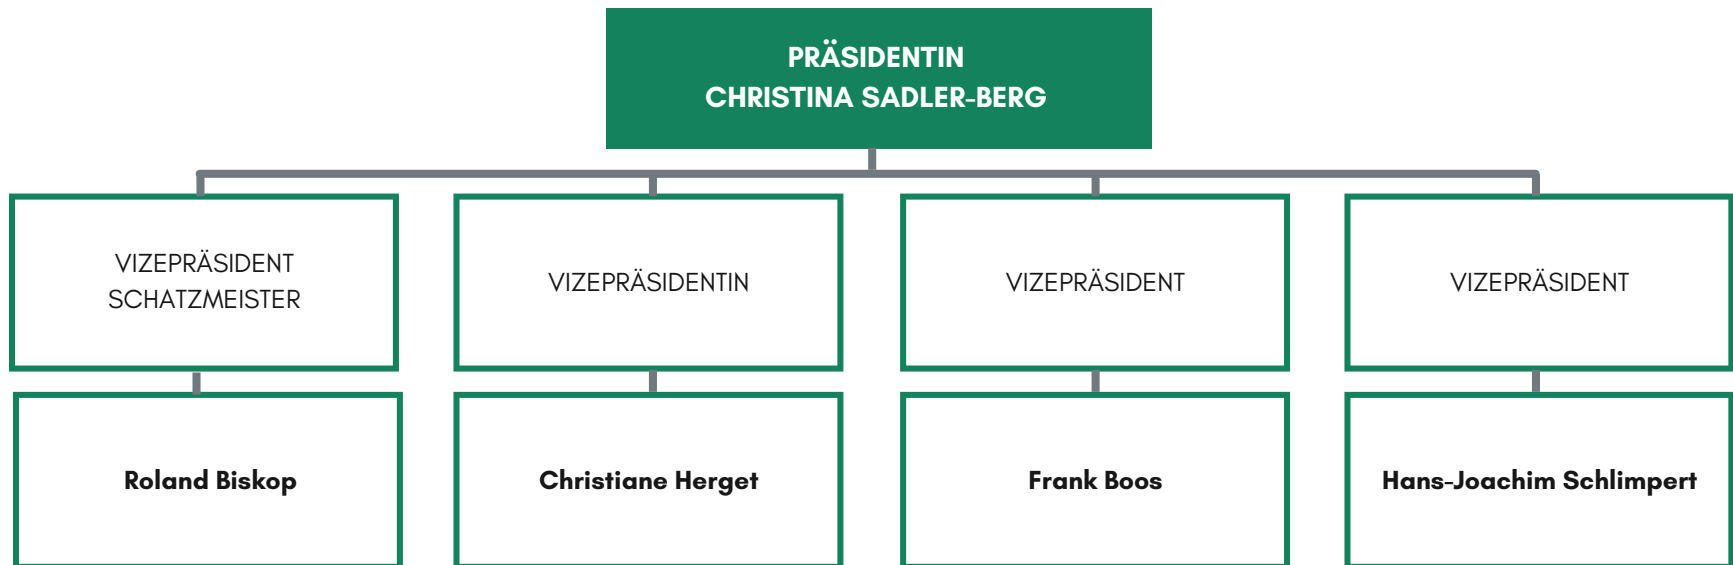 PRÄSIDENTIN
CHRISTINA SADLER-BERG
VIZEPRÄSIDENT
SCHATZMEISTER
VIZEPRÄSIDENTIN
VIZEPRÄSIDENT
VIZEPRÄSIDENT
Roland Biskop
Christiane Herget
Frank Boos
Hans-Joachim Schlimpert